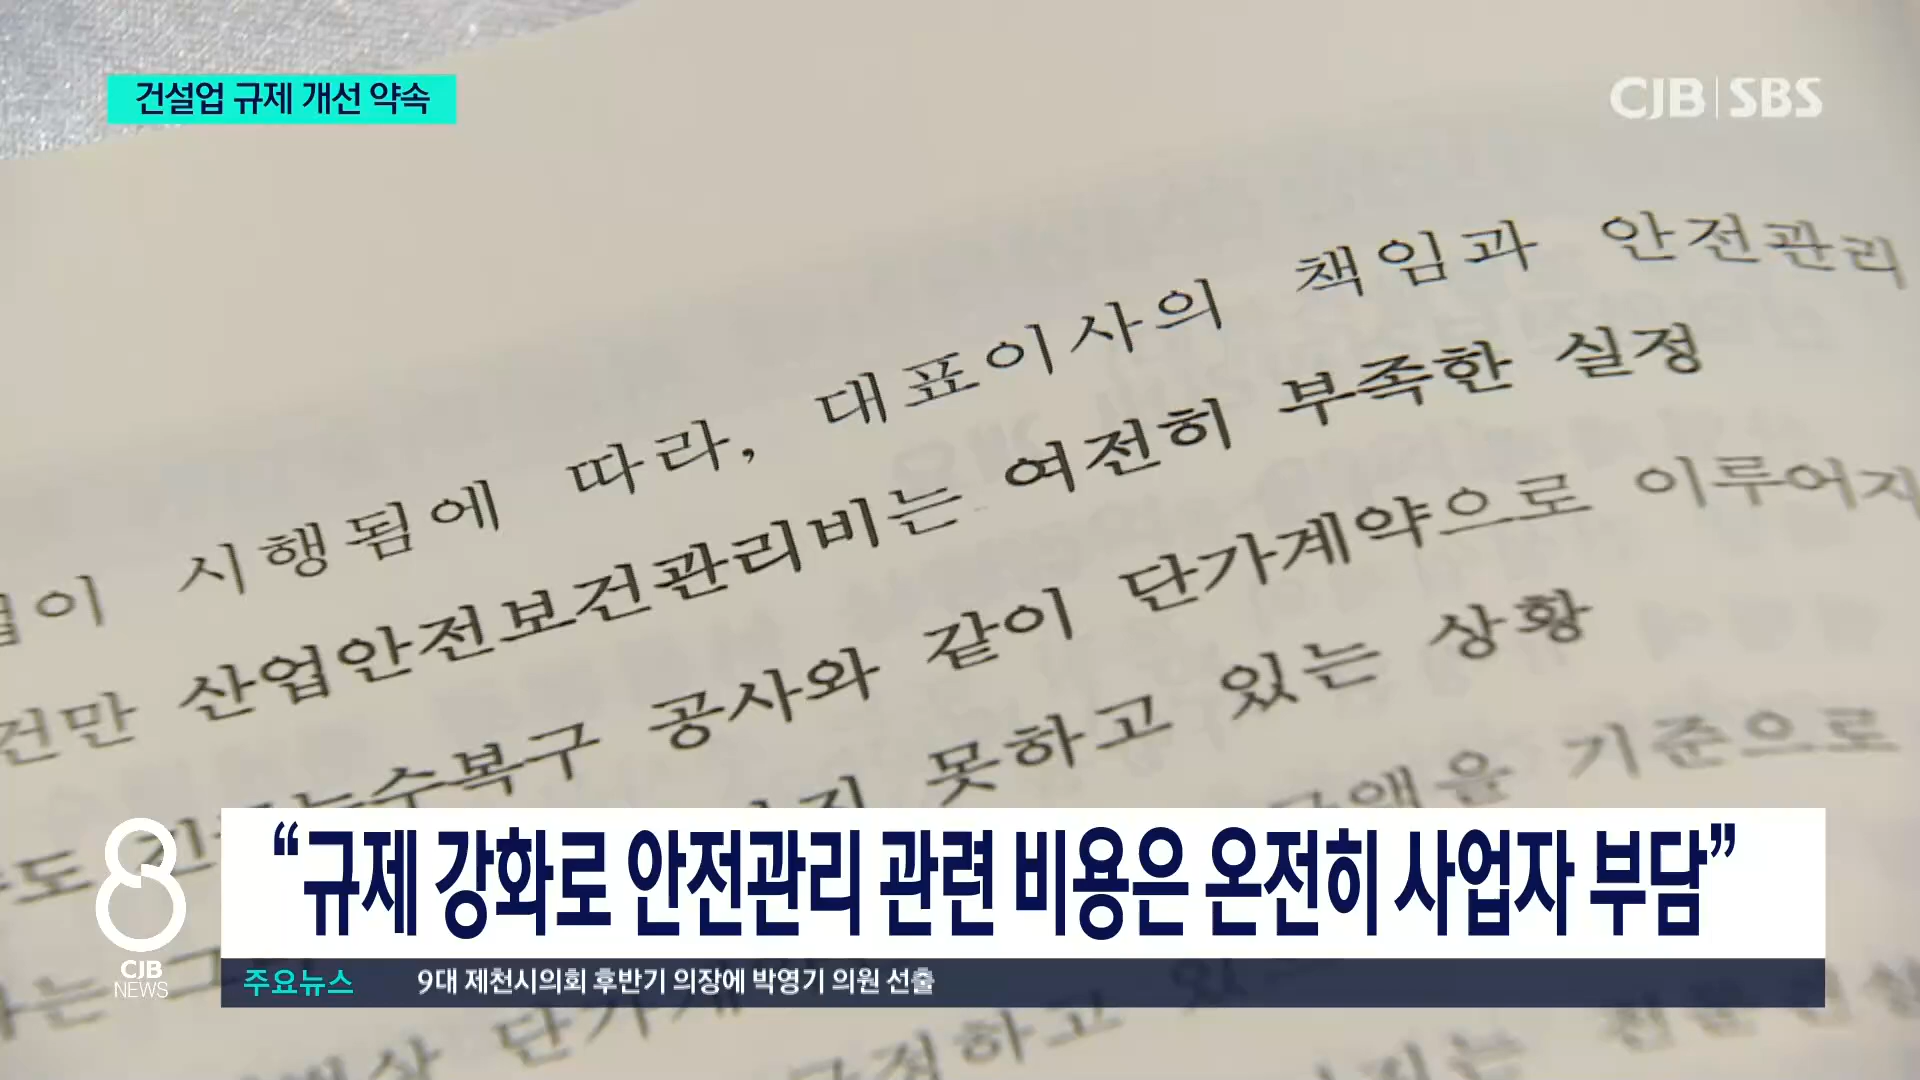 건설업 규제 개선 약속
CJB SBS
시행됨에 따라, 대표이사의 책임과 안전관리
산업안전보건관리비는 여전히 부족한 실정
공사와 같이 단가계약으로 이루어지
못하고 있는 상황
기준으로
“규제 강화로 안전관리 관련 비용은 온전히 사업자 부담”
8
CJB
NEWS
주요뉴스 9대 제천시의회 후반기 의장에 박영기 의원 선출